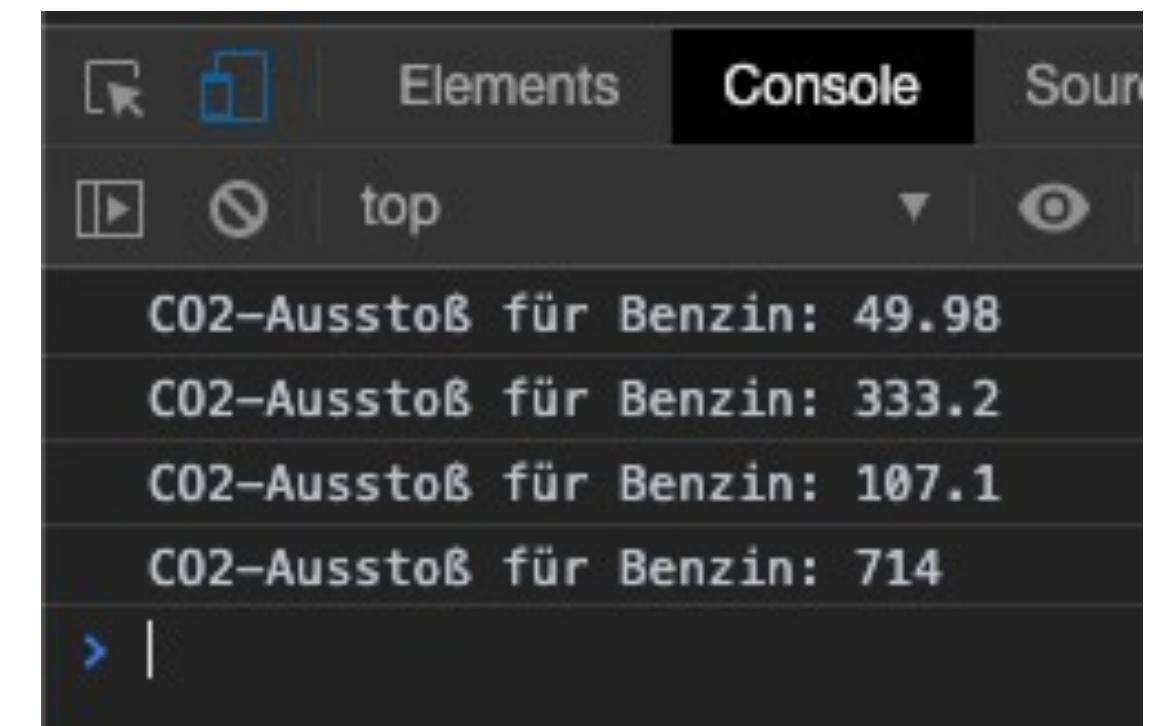 Elements Console Sour
top
CO2–Ausstoß für Benzin: 49.98
CO2–Ausstoß für Benzin: 333.2
CO2–Ausstoß für Benzin: 107.1
CO2–Ausstoß für Benzin: 714